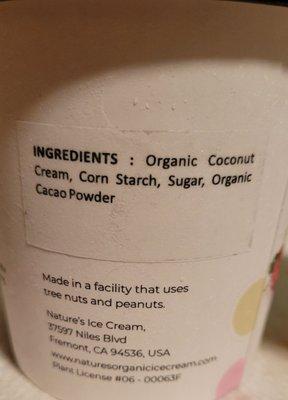 INGREDIENTS : Organic Coconut
Cream, Corn Starch, Sugar, Organic
Cacao Powder
Made in a facility that uses
tree nuts and peanuts.
Nature's Ice Cream,
37597 Niles Blvd
Fremont, CA 94536, USA
www.naturesorganicicecream.com
Plant License #06 - 00063F